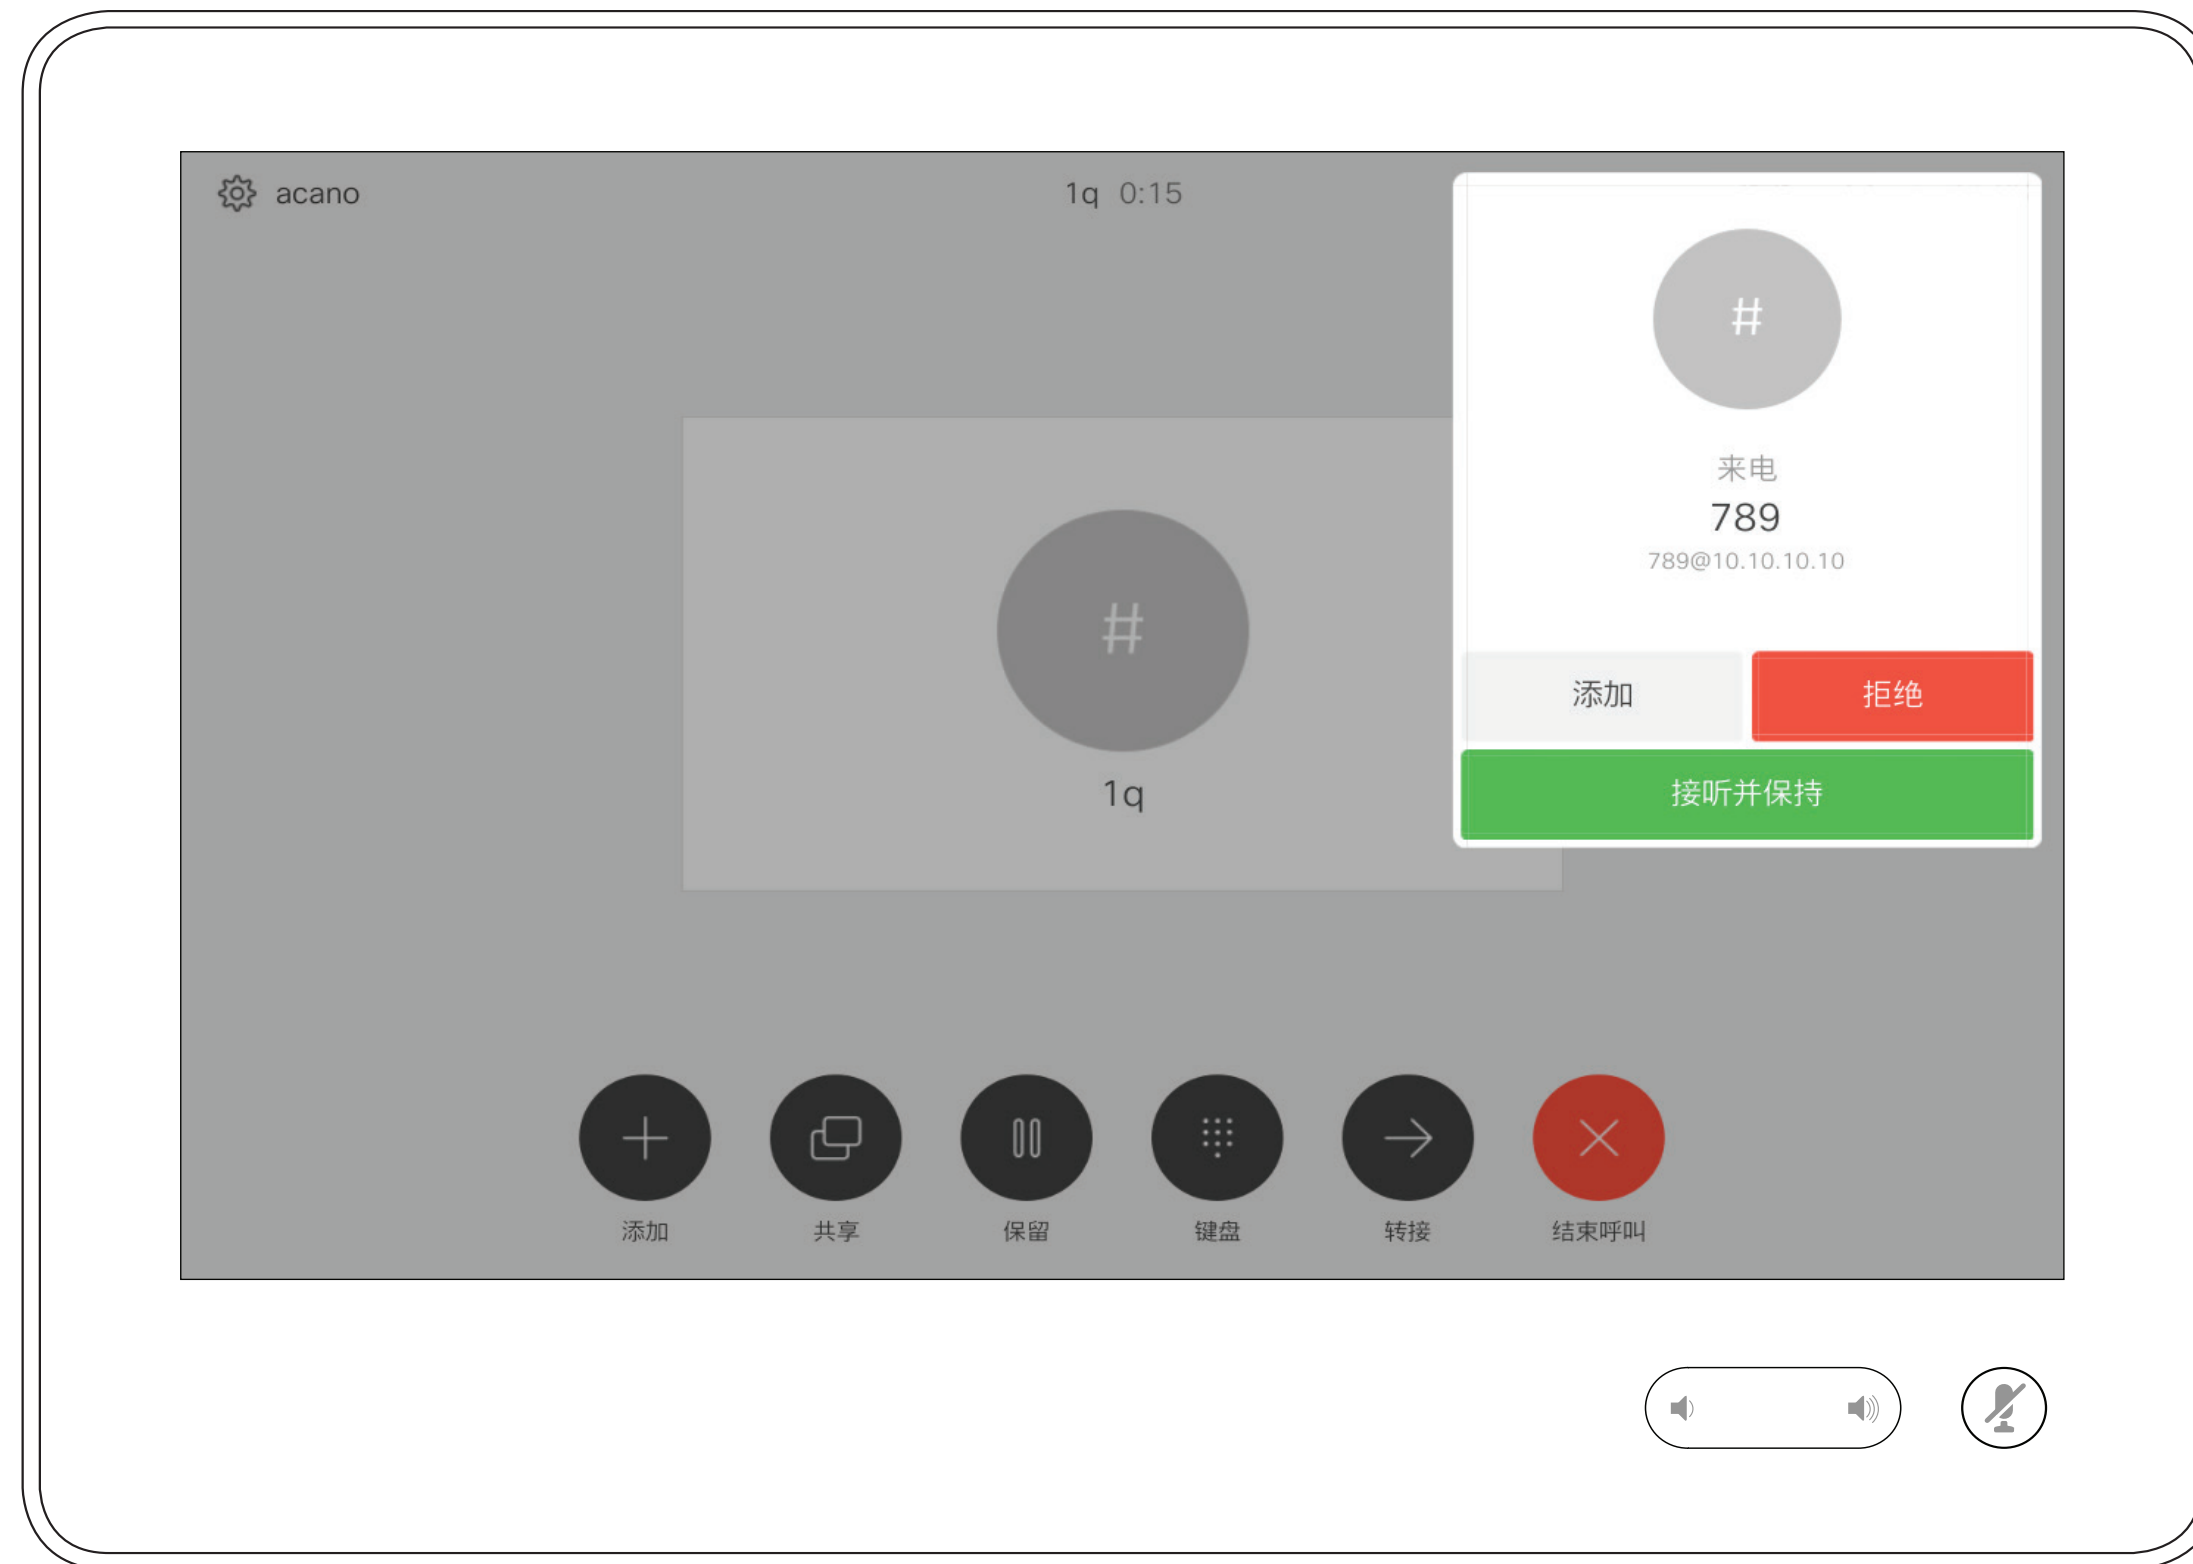 acano
1q 0:15
#
来电
789
789@10.10.10.10
添加
拒绝
接听并保持
#
1q
添加
共享
保留
键盘
转接
结束呼叫